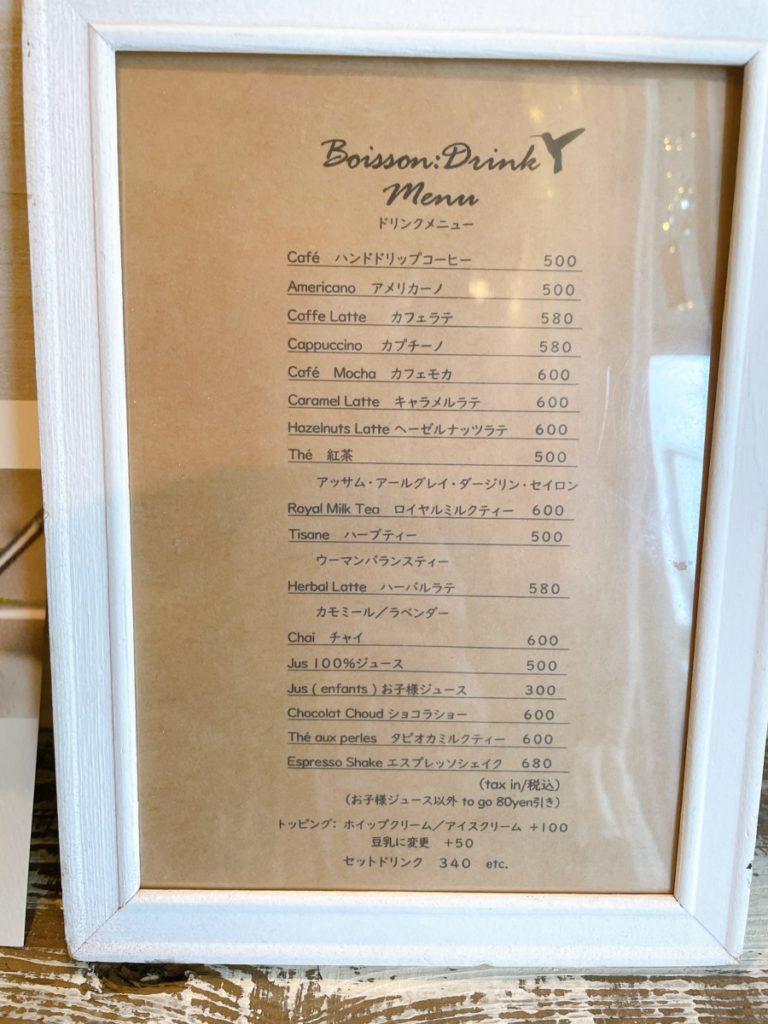 Boisson:Drink
Menu
ドリンクメニュー
Café ハンドドリップコーヒー 500
Americano アメリカーノ 500
Caffe Latte カフェラテ 580
Cappuccino カプチーノ 580
Café Mocha カフェモカ 600
Caramel Latte キャラメルラテ 600
Hazelnuts Latte ヘーゼルナッツラテ 600
Thé 紅茶 500
アッサム・アールグレイ・ダージリン・セイロン
Royal Milk Tea ロイヤルミルクティー 600
Tisane ハーブティー 500
ウーマンバランスティー
Herbal Latte ハーバルラテ 580
カモミール／ラベンダー
Chai チャイ 600
Jus 100%ジュース 500
Jus ( enfants ) お子様ジュース 300
Chocolat Choud ショコラショー 600
Thé aux perles タピオカミルクティー 600
Espresso Shake エスプレッソシェイク 680
(tax in/税込)
(お子様ジュース以外 to go 80yen引き)
トッピング: ホイップクリーム／アイスクリーム +100
豆乳に変更 +50
セットドリンク 340 etc.